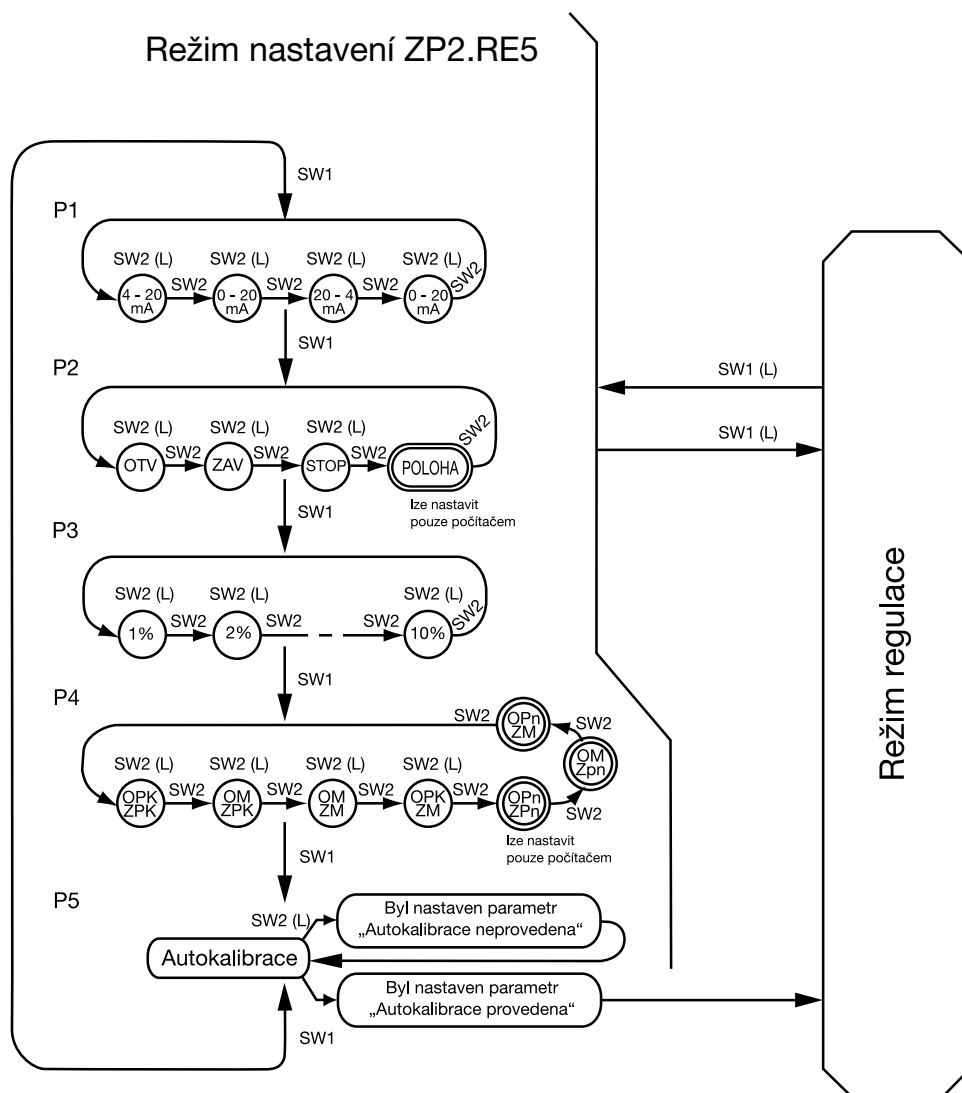 Režim nastavení ZP2.RE5
SW1
P1
SW2 (L) SW2 (L) SW2 (L) SW2 (L)
4 - 20 mA SW2 0 - 20 mA SW2 20 - 4 mA SW2 0 - 20 mA SW2
SW1
P2
SW2 (L) SW2 (L) SW2 (L)
OTV SW2 ZAV SW2 STOP SW2 POLOHA SW2
lze nastavit
pouze počítačem
SW1
P3
SW2 (L) SW2 (L) SW2 (L)
1% SW2 2% SW2 SW2 10% SW2
SW1
P4
SW2 OPn ZM SW2
OM Zpn
SW2 (L) SW2 (L) SW2 (L) SW2 (L)
OPK ZPK SW2 OM ZPK SW2 OM ZM SW2 OPK ZM SW2 OPn ZPn SW2
lze nastavit
pouze počítačem
SW1
P5
SW2 (L)
Byl nastaven parametr
„Autokalibrace neprovedena“
Autokalibrace
Byl nastaven parametr
„Autokalibrace provedena“
SW1
SW1 (L)
SW1 (L)
Režim regulace